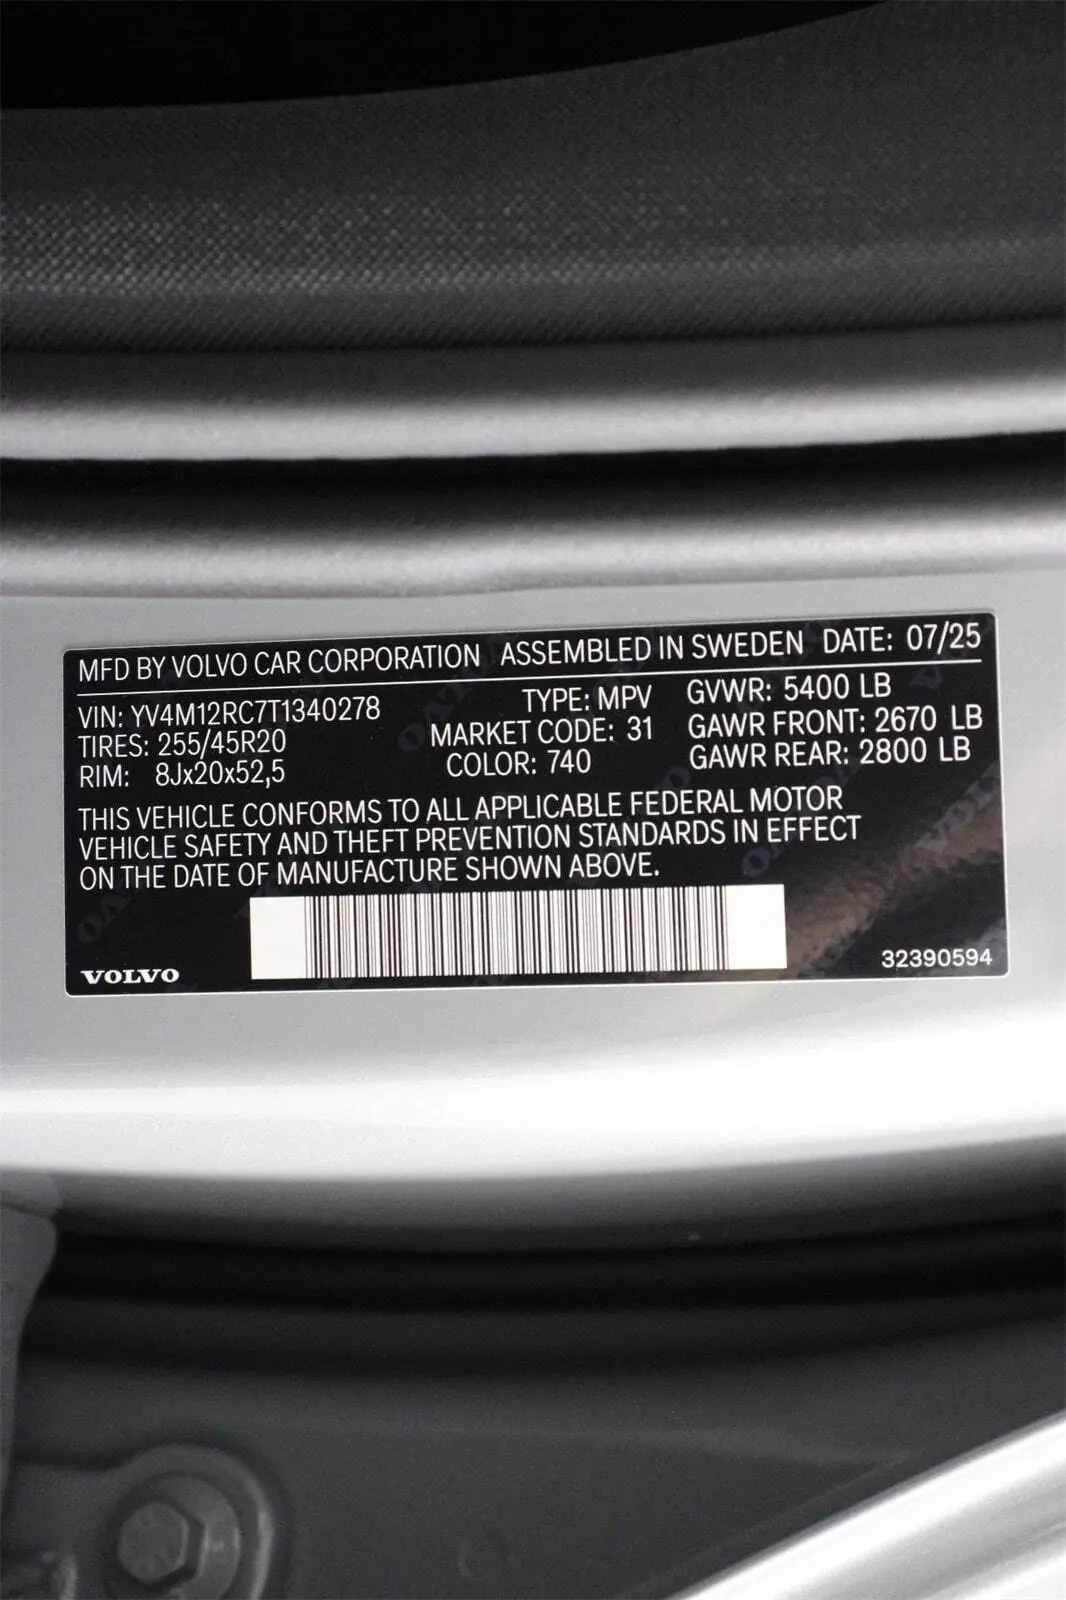 MFD BY VOLVO CAR CORPORATION ASSEMBLED IN SWEDEN DATE: 07/25
VIN: YV4M12RC7T1340278 TYPE: MPV GVWR: 5400 LB
TIRES: 255/45R20 MARKET CODE: 31 GAWR FRONT: 2670 LB
RIM: 8Jx20x52,5 COLOR: 740 GAWR REAR: 2800 LB
THIS VEHICLE CONFORMS TO ALL APPLICABLE FEDERAL MOTOR
VEHICLE SAFETY AND THEFT PREVENTION STANDARDS IN EFFECT
ON THE DATE OF MANUFACTURE SHOWN ABOVE.
VOLVO 32390594